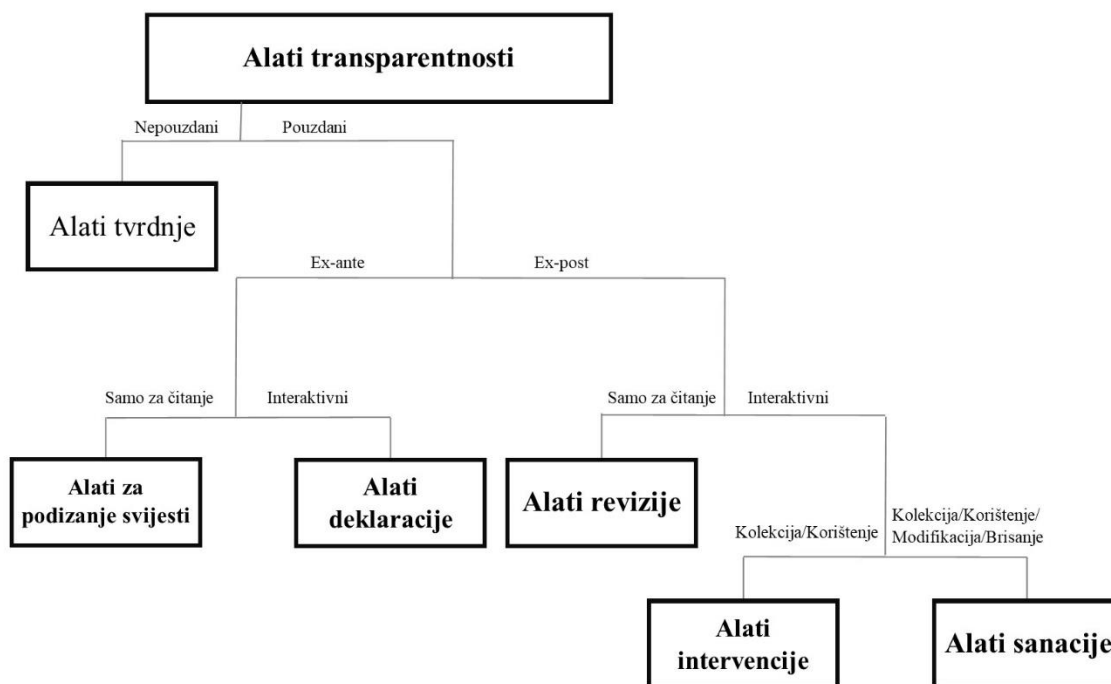 Alati transparentnosti
Nepouzdani
Pouzdani
Alati tvrdnje
Ex-ante
Ex-post
Samo za čitanje
Interaktivni
Samo za čitanje
Interaktivni
Alati za
podizanje svijesti
Alati
deklaracije
Alati revizije
Kolekcija/Korištenje
Kolekcija/Korištenje/
Modifikacija/Brisanje
Alati
intervencije
Alati sanacije